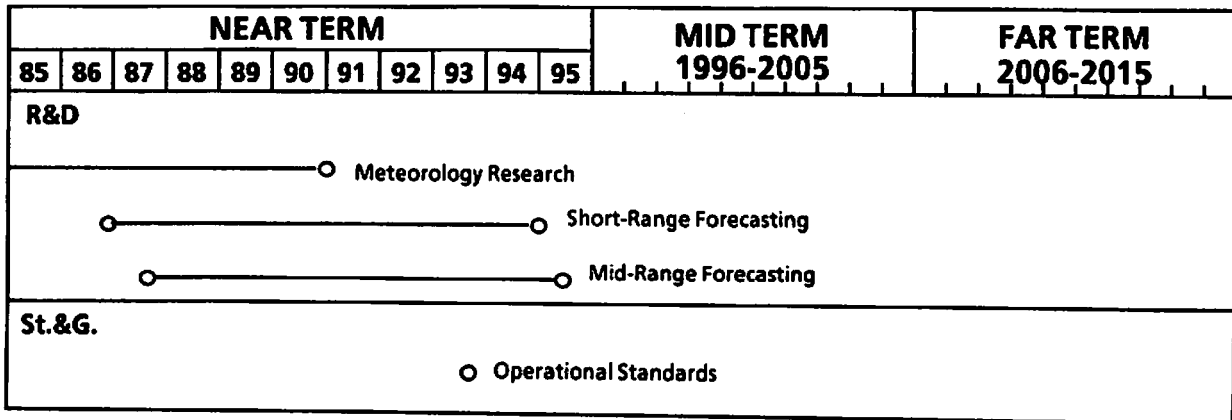 NEAR TERM
85 86 87 88 89 90 91 92 93 94 95
MID TERM
1996-2005
FAR TERM
2006-2015
R&D
Meteorology Research
Short-Range Forecasting
Mid-Range Forecasting
St.&G.
Operational Standards